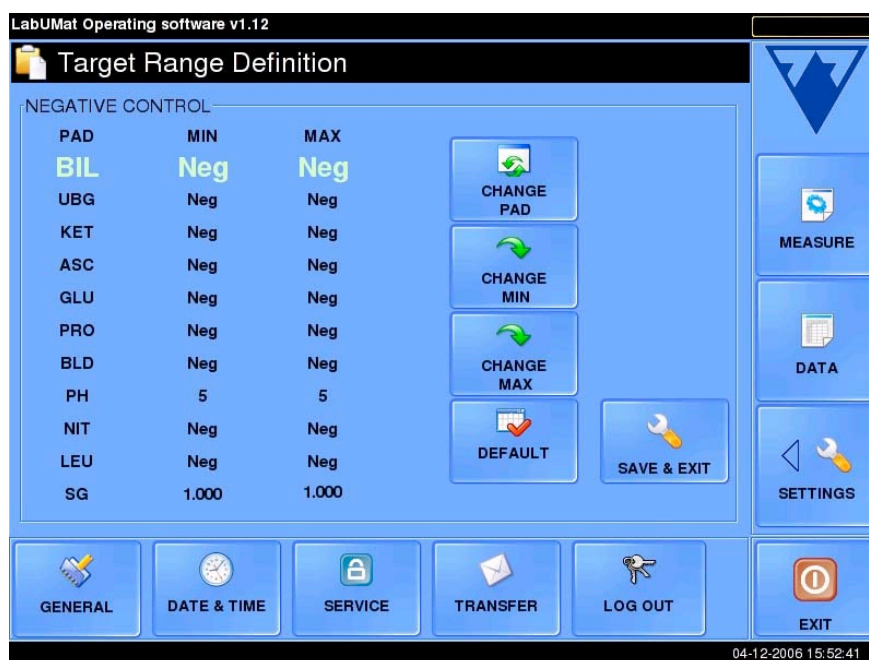 LabUMat Operating software v1.12
Target Range Definition
NEGATIVE CONTROL
PAD MIN MAX
BIL Neg Neg
UBG Neg Neg
KET Neg Neg
ASC Neg Neg
GLU Neg Neg
PRO Neg Neg
BLD Neg Neg
PH 5 5
NIT Neg Neg
LEU Neg Neg
SG 1.000 1.000
CHANGE
PAD
CHANGE
MIN
CHANGE
MAX
DEFAULT
SAVE & EXIT
MEASURE
DATA
SETTINGS
GENERAL
DATE & TIME
SERVICE
TRANSFER
LOG OUT
EXIT
04-12-2006 15:52:41